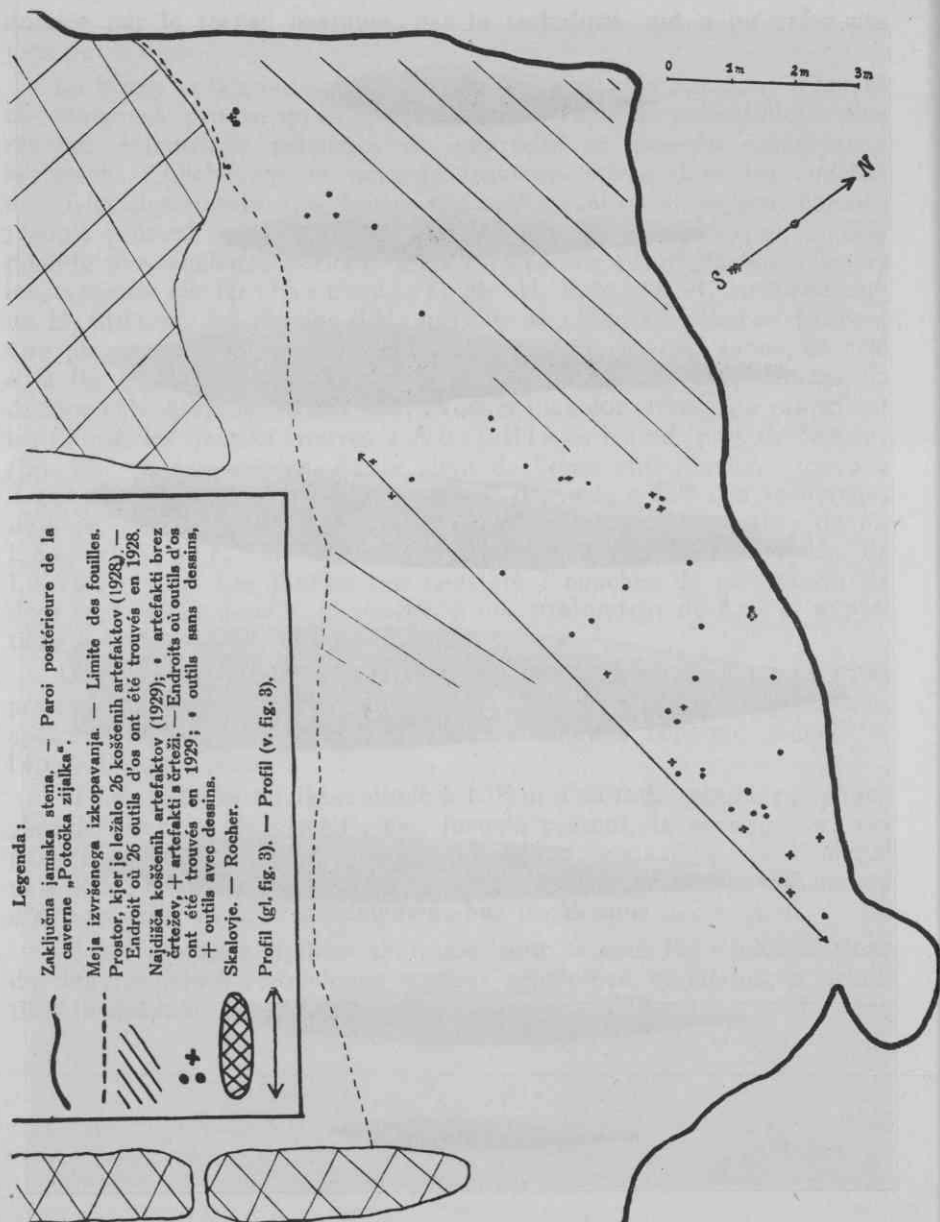 Legenda:
Zaključna jamska stena. — Paroi postérieure de la
caverne „Potočka zijalka“.
Meja izvršenega izkopavanja. — Limite des fouilles.
Prostor, kjer je ležalo 26 koščenih artefaktov (1928). —
Endroit où 26 outils d'os ont été trouvés en 1928.
Najdišča koščenih artefaktov (1929); • artefakti brez
črtežev, + artefakti s črteži. — Endroits où outils d'os
ont été trouvés en 1929; • outils sans dessins,
+ outils avec dessins.
Skalovje. — Rocher.
Profil (gl. fig. 3). — Profil (v. fig. 3).
0 1m 2m 3m
S N